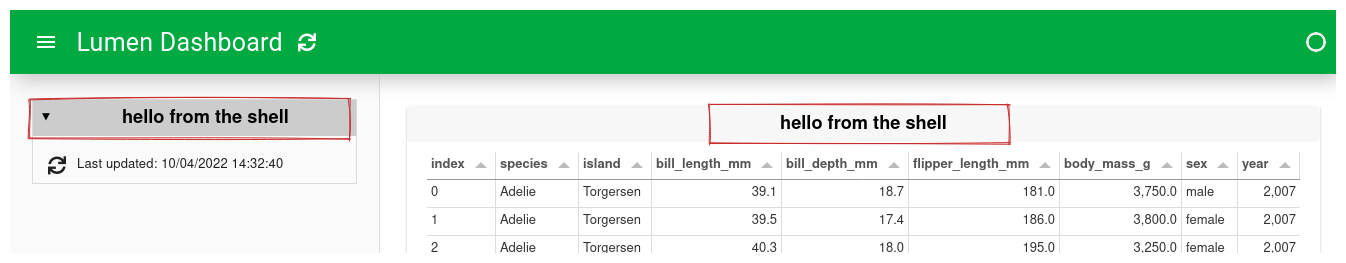 Lumen Dashboard
hello from the shell
Last updated: 10/04/2022 14:32:40
hello from the shell
index species island bill_length_mm bill_depth_mm flipper_length_mm body_mass_g sex year
0 Adelie Torgersen 39.1 18.7 181.0 3,750.0 male 2,007
1 Adelie Torgersen 39.5 17.4 186.0 3,800.0 female 2,007
2 Adelie Torgersen 40.3 18.0 195.0 3,250.0 female 2,007